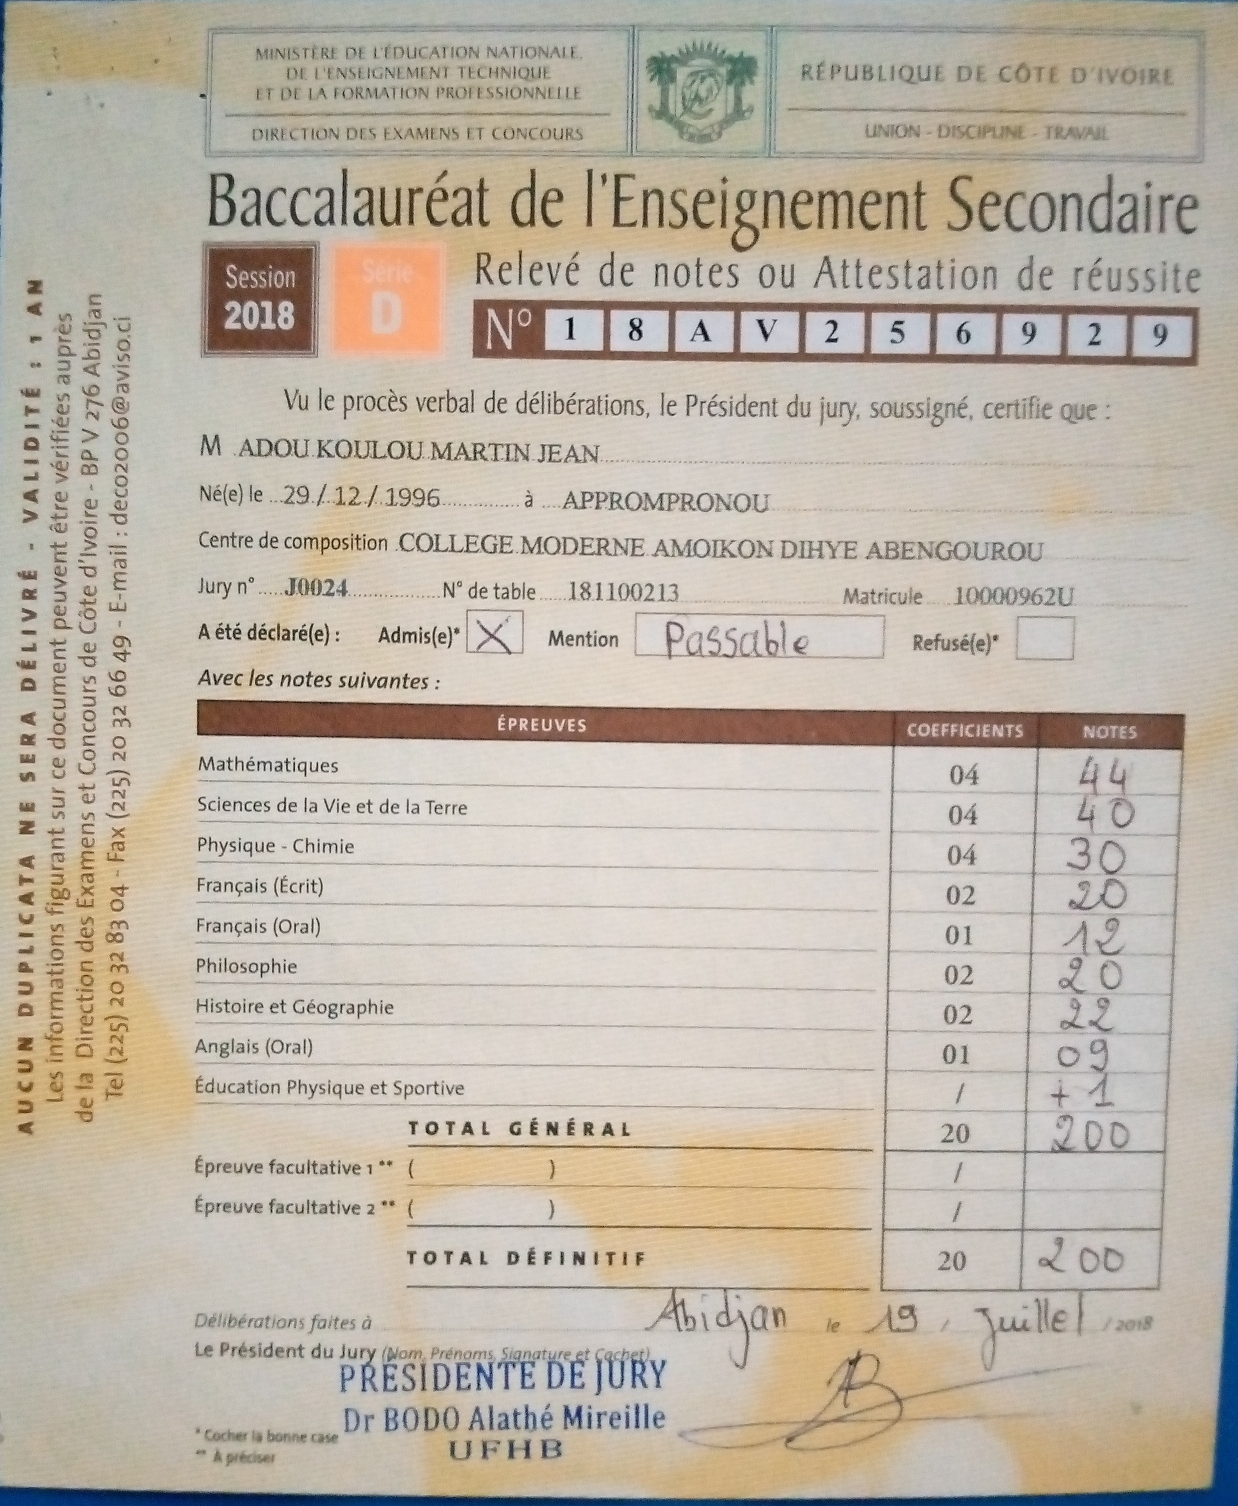 MINISTÈRE DE L'ÉDUCATION NATIONALE,
DE L'ENSEIGNEMENT TECHNIQUE
ET DE LA FORMATION PROFESSIONNELLE
DIRECTION DES EXAMENS ET CONCOURS
RÉPUBLIQUE DE CÔTE D'IVOIRE
UNION - DISCIPLINE - TRAVAIL
Baccalauréat de l'Enseignement Secondaire
Session 2018
Série D
Relevé de notes ou Attestation de réussite
N° 1 8 A V 2 5 6 9 2 9
Vu le procès verbal de délibérations, le Président du jury, soussigné, certifie que :
M ADOU KOULOU MARTIN JEAN
Né(e) le 29 / 12 / 1996 à APPROMPRONOU
Centre de composition COLLEGE MODERNE AMOIKON DIHYE ABENGOUROU
Jury n° J0024 N° de table 181100213 Matricule 10000962U
A été déclaré(e) : Admis(e)* X Mention Passable Refusé(e)*
Avec les notes suivantes :
ÉPREUVES COEFFICIENTS NOTES
Mathématiques 04 44
Sciences de la Vie et de la Terre 04 40
Physique - Chimie 04 30
Français (Écrit) 02 20
Français (Oral) 01 12
Philosophie 02 20
Histoire et Géographie 02 22
Anglais (Oral) 01 09
Éducation Physique et Sportive / +1
TOTAL GÉNÉRAL 20 200
Épreuve facultative 1 ** ( ) /
Épreuve facultative 2 ** ( ) /
TOTAL DÉFINITIF 20 200
Délibérations faites à Abidjan le 19 / Juillet / 2018
Le Président du Jury (Nom, Prénoms, Signature et Cachet)
PRÉSIDENTE DE JURY
Dr BODO Alathé Mireille
UFHB
* Cocher la bonne case
** A préciser
AUCUN DUPLICATA NE SERA DÉLIVRÉ - VALIDITÉ : 1 AN
Les informations figurant sur ce document peuvent être vérifiées auprès
de la Direction des Examens et Concours de Côte d'Ivoire - BP V 276 Abidjan
Tel (225) 20 32 83 04 - Fax (225) 20 32 66 49 - E-mail : deco2006@aviso.ci